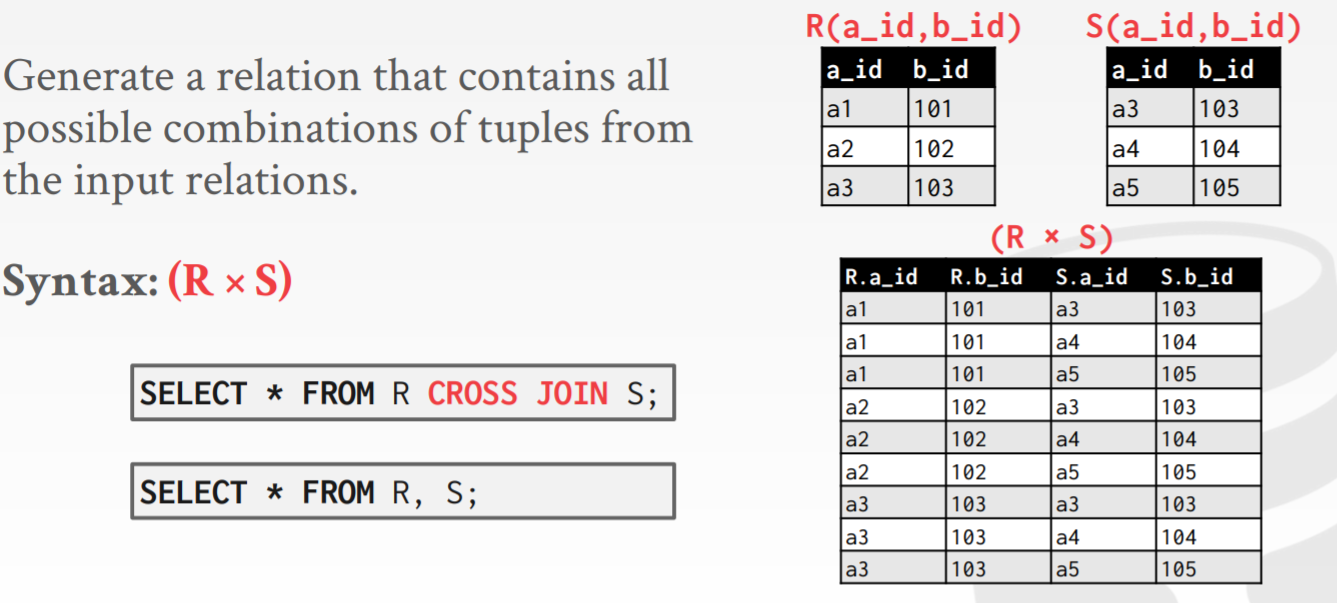 Generate a relation that contains all
possible combinations of tuples from
the input relations.
Syntax: (R × S)
SELECT * FROM R CROSS JOIN S;
SELECT * FROM R, S;
R(a_id,b_id)
a_id b_id
a1 101
a2 102
a3 103
S(a_id,b_id)
a_id b_id
a3 103
a4 104
a5 105
(R × S)
R.a_id R.b_id S.a_id S.b_id
a1 101 a3 103
a1 101 a4 104
a1 101 a5 105
a2 102 a3 103
a2 102 a4 104
a2 102 a5 105
a3 103 a3 103
a3 103 a4 104
a3 103 a5 105